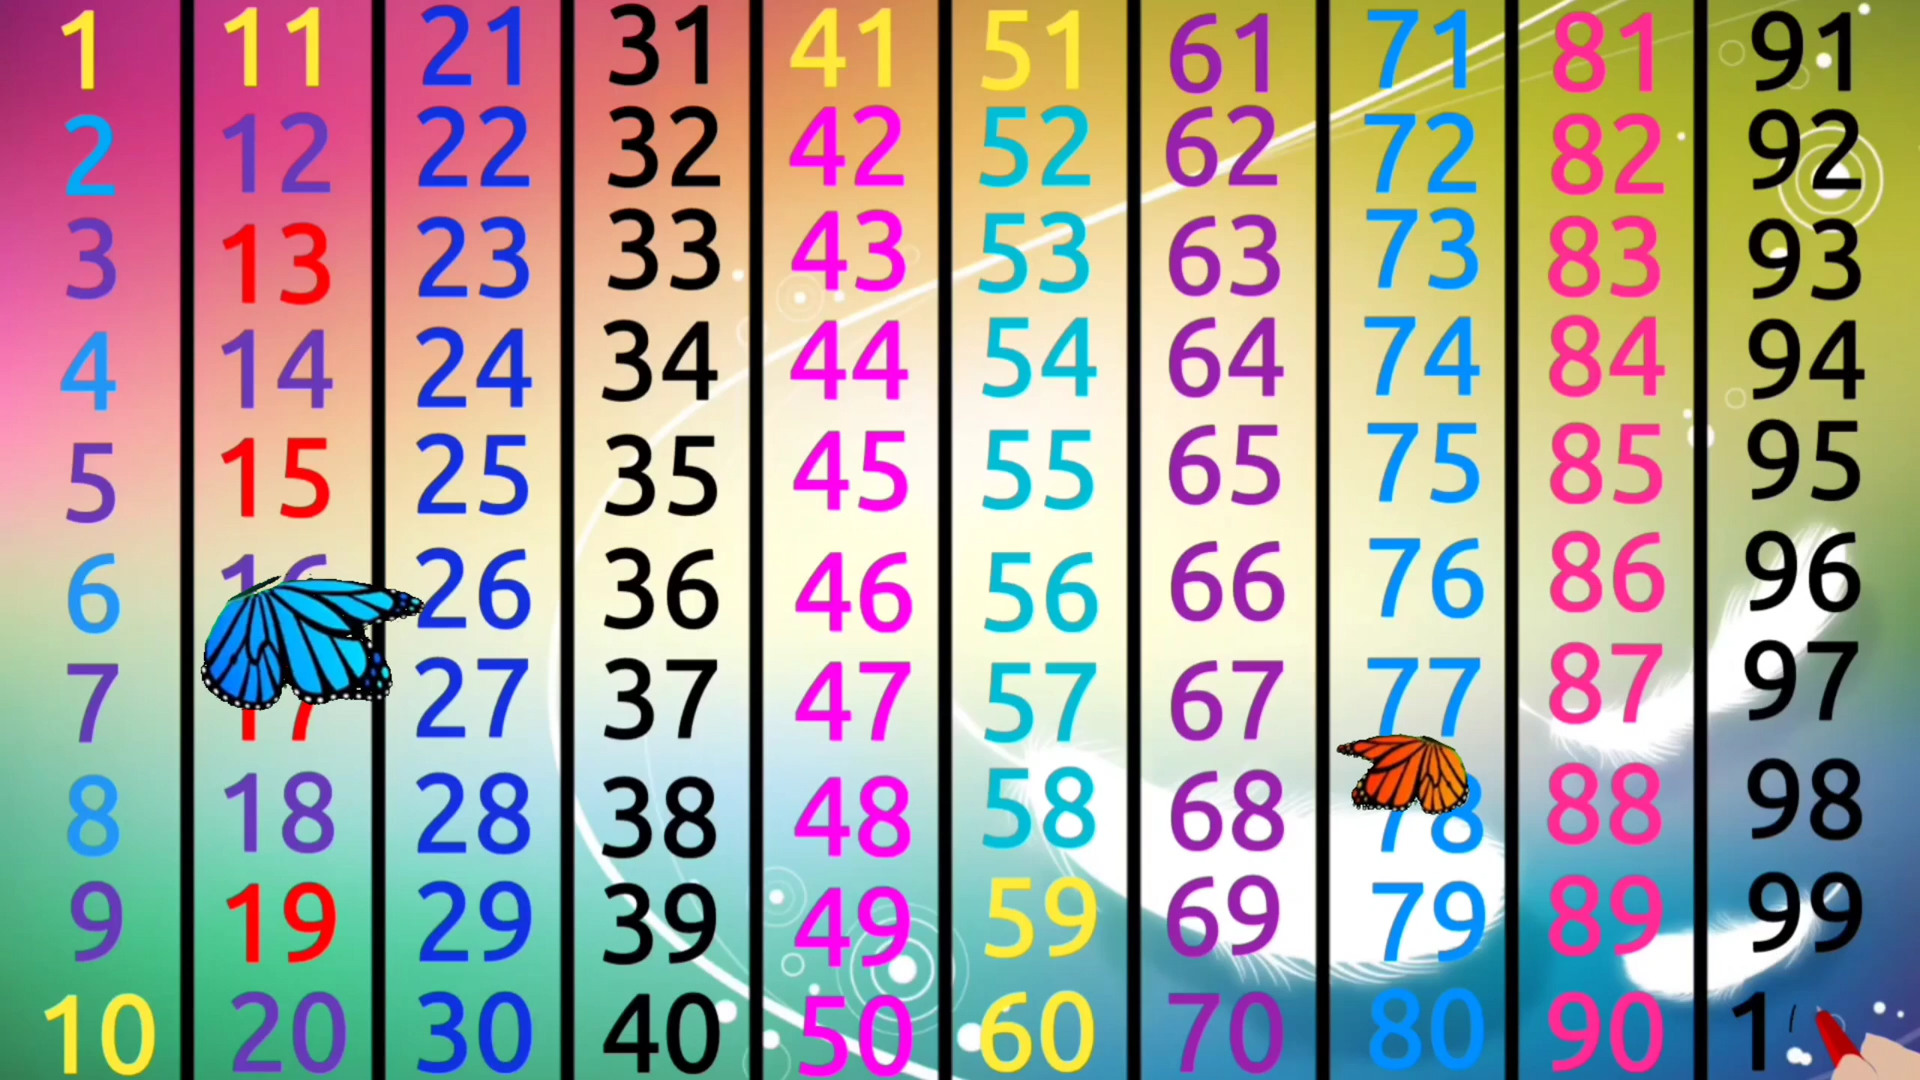 1 11 21 31 41 51 61 71 81 91
2 12 22 32 42 52 62 72 82 92
3 13 23 33 43 53 63 73 83 93
4 14 24 34 44 54 64 74 84 94
5 15 25 35 45 55 65 75 85 95
6 16 26 36 46 56 66 76 86 96
7 17 27 37 47 57 67 77 87 97
8 18 28 38 48 58 68 78 88 98
9 19 29 39 49 59 69 79 89 99
10 20 30 40 50 60 70 80 90 1